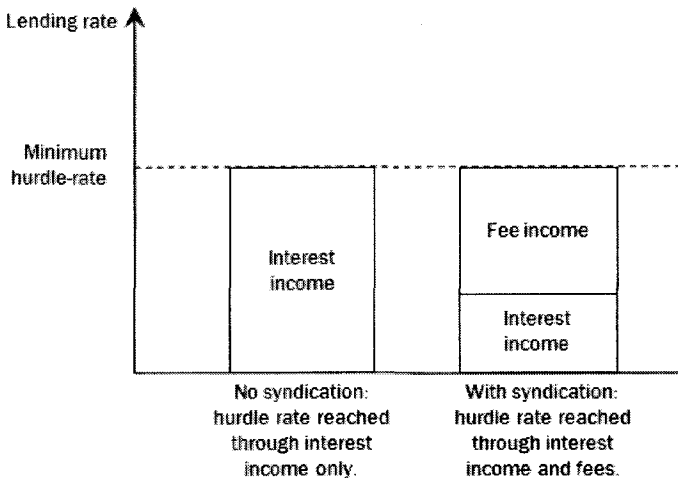 Lending rate
Minimum
hurdle-rate
Interest
income
Fee income
Interest
income
No syndication:
hurdle rate reached
through interest
income only.
With syndication:
hurdle rate reached
through interest
income and fees.